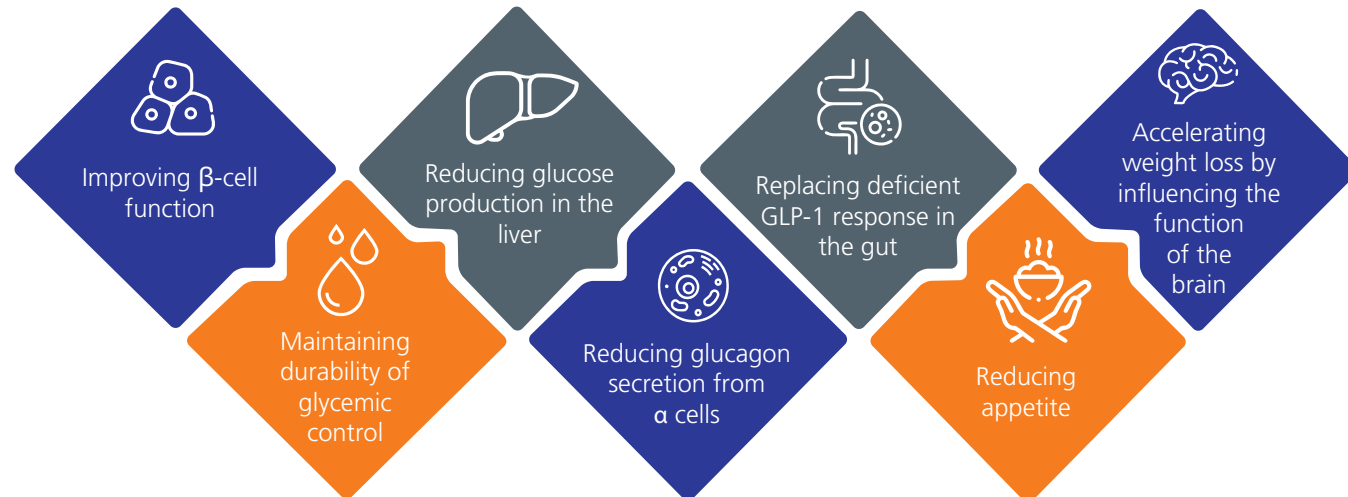 Improving β-cell
function
Maintaining
durability of
glycemic
control
Reducing glucose
production in the
liver
Reducing glucagon
secretion from
α cells
Replacing deficient
GLP-1 response in
the gut
Reducing
appetite
Accelerating
weight loss by
influencing the
function
of the
brain